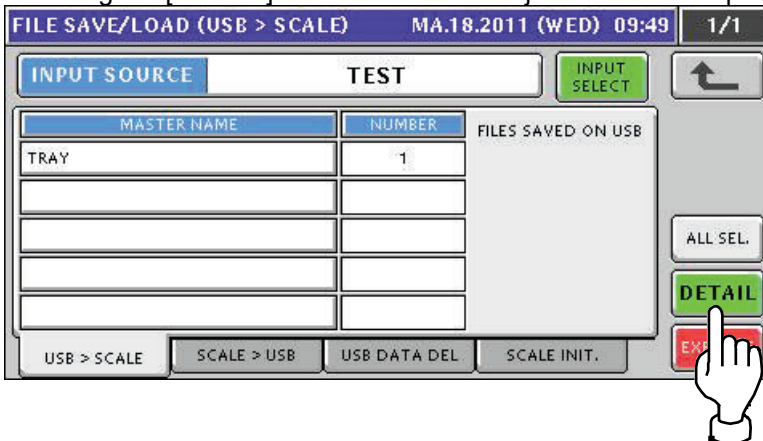 FILE SAVE/LOAD (USB > SCALE) MA.18.2011 (WED) 09:49 1/1
INPUT SOURCE TEST INPUT SELECT
MASTER NAME NUMBER FILES SAVED ON USB
TRAY 1
ALL SEL.
DETAIL
USB > SCALE SCALE > USB USB DATA DEL SCALE INIT.